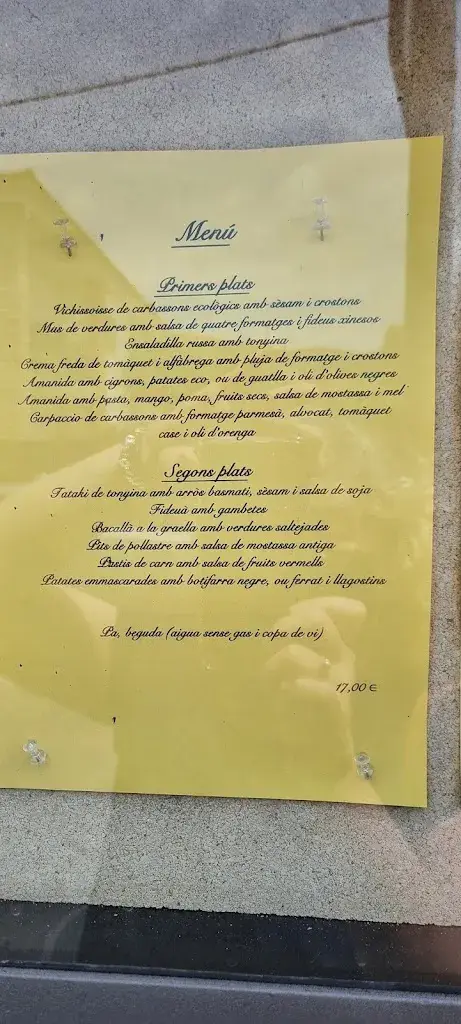 Menú
Primers plats
Vichissoisse de carbassons ecològics amb sèsam i crostons
Mas de verdures amb salsa de quatre formatges i fideus xinesos
Ensaladilla russa amb tonyina
Crema freda de tomàquet i alfàbrega amb pluja de formatge i crostons
Amanida amb cigrons, patates eco, ou de guatlla i oli d'olives negres
Amanida amb pasta, mango, poma, fruits secs, salsa de mostassa i mel
Carpaccio de carbassons amb formatge parmesà, alvocat, tomàquet
case i oli d'orenga
Segons plats
Tataki de tonyina amb arròs basmati, sèsam i salsa de soja
Fideuà amb gambetes
Bacallà a la graella amb verdures saltejades
Pits de pollastre amb salsa de mostassa antiga
Pastís de carn amb salsa de fruits vermells
Patates emmascarades amb botifarra negre, ou ferrat i llagostins
Pa, beguda (aigua sense gas i copa de vi)
17,00 €